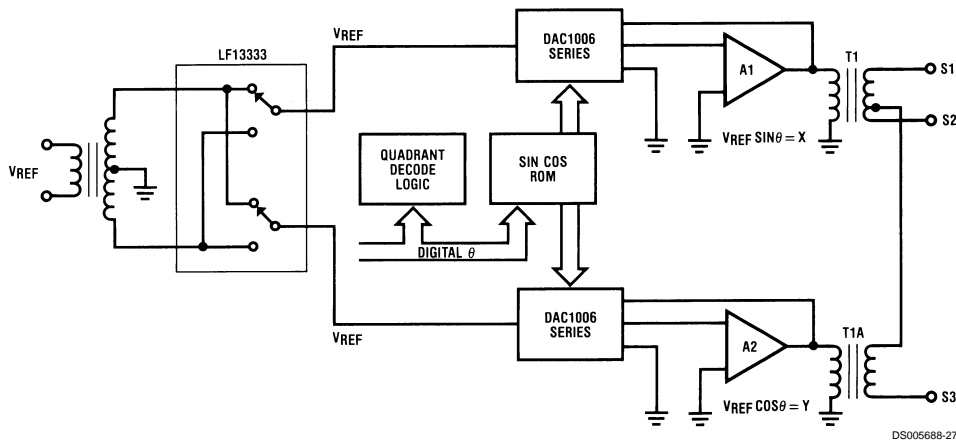 LF13333
VREF
DAC1006
SERIES
A1
T1
S1
S2
VREF SINθ = X
VREF
QUADRANT
DECODE
LOGIC
SIN COS
ROM
DIGITAL θ
VREF
DAC1006
SERIES
A2
T1A
S3
VREF COSθ = Y
DS005688-27